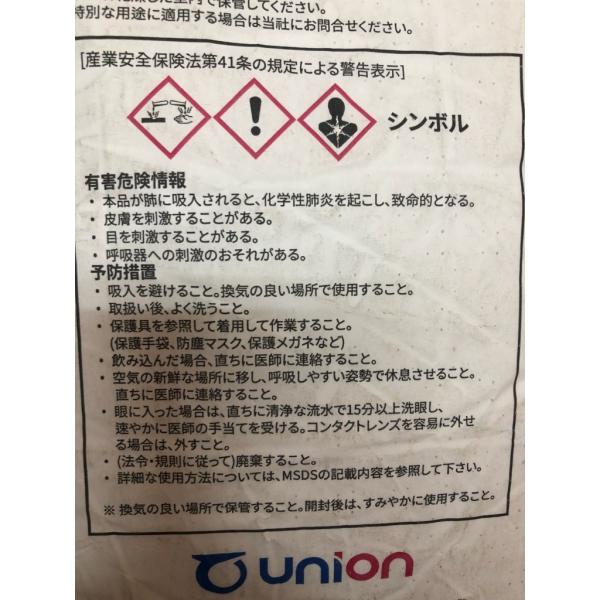 室内で保管してください。
特別な用途に適用する場合は当社にお問合せください。
[産業安全保険法第41条の規定による警告表示]
シンボル
有害危険情報
・本品が肺に吸入されると、化学性肺炎を起こし、致命的となる。
・皮膚を刺激することがある。
・目を刺激することがある。
・呼吸器への刺激のおそれがある。
予防措置
・吸入を避けること。換気の良い場所で使用すること。
・取扱い後、よく洗うこと。
・保護具を参照して着用して作業すること。
(保護手袋、防塵マスク、保護メガネなど)
・飲み込んだ場合、直ちに医師に連絡すること。
・空気の新鮮な場所に移し、呼吸しやすい姿勢で休息させること。
直ちに医師に連絡すること。
・眼に入った場合は、直ちに清浄な流水で15分以上洗眼し、
速やかに医師の手当てを受ける。コンタクトレンズを容易に外せ
る場合は、外すこと。
・(法令・規則に従って)廃棄すること。
・詳細な使用方法については、MSDSの記載内容を参照して下さい。
※ 換気の良い場所で保管すること。開封後は、すみやかに使用すること。
union